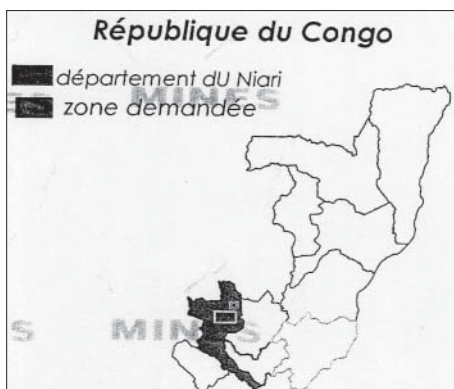 République du Congo
département dU Niari
MINES
zone demandée
S MINES